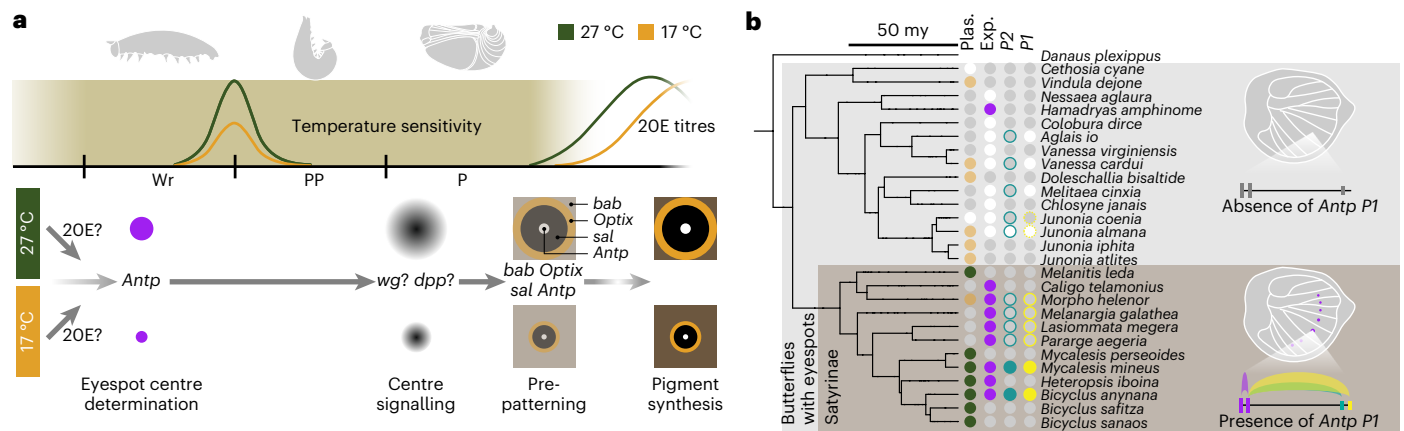 a
27 °C 17 °C
Temperature sensitivity
20E titres
Wr PP P
27 °C
17 °C
20E?
20E?
Antp
wg? dpp?
bab Optix
sal Antp
bab
Optix
sal
Antp
Eyespot centre
determination
Centre
signalling
Pre-
patterning
Pigment
synthesis
b
50 my
Plas.
Exp.
P2
P1
Danaus plexippus
Cethosia cyane
Vindula dejone
Nessaea aglaura
Hamadryas amphinome
Colobura dirce
Aglais io
Vanessa virginiensis
Vanessa cardui
Doleschallia bisaltide
Melitaea cinxia
Chlosyne janais
Junonia coenia
Junonia almana
Junonia iphita
Junonia atlites
Melanitis leda
Caligo telamonius
Morpho helenor
Melanargia galathea
Lasiommata megera
Pararge aegeria
Mycalesis perseoides
Mycalesis mineus
Heteropsis iboina
Bicyclus anynana
Bicyclus safitza
Bicyclus sanaos
Butterflies
with eyespots
Satyrinae
Absence of Antp P1
Presence of Antp P1